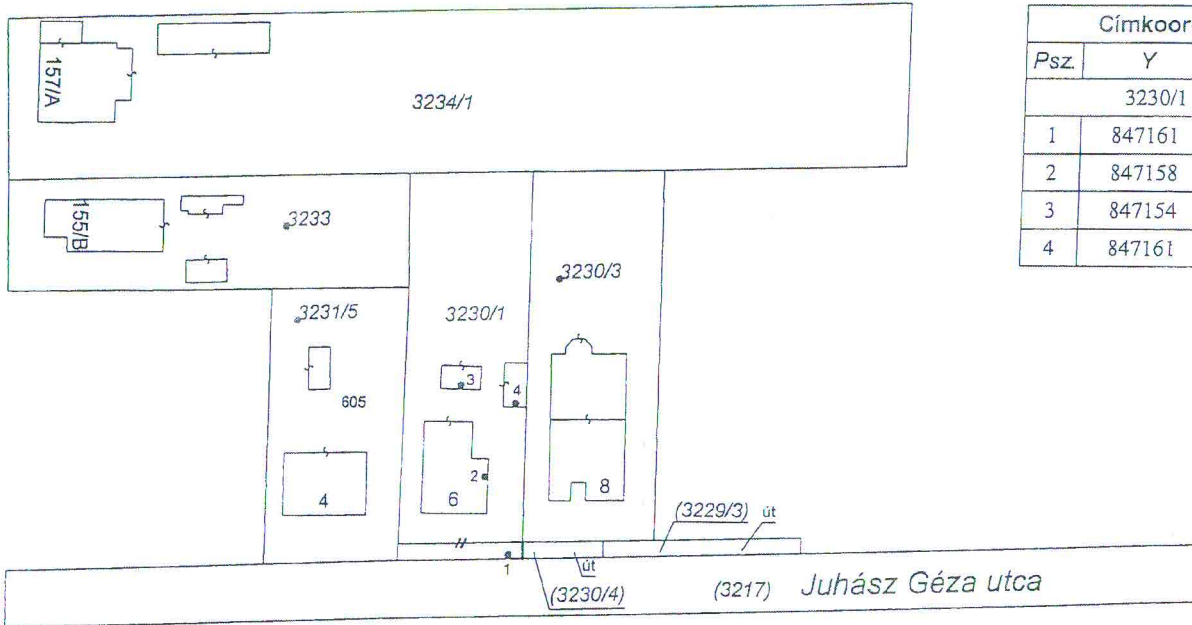 157/A
3234/1
Címkoor
Psz. Y
3230/1
1 847161
2 847158
3 847154
4 847161
155/B
3233
3230/3
3231/5
3230/1
3
4
605
2
4
6
8
(3229/3) út
1
út
(3230/4)
(3217) Juhász Géza utca